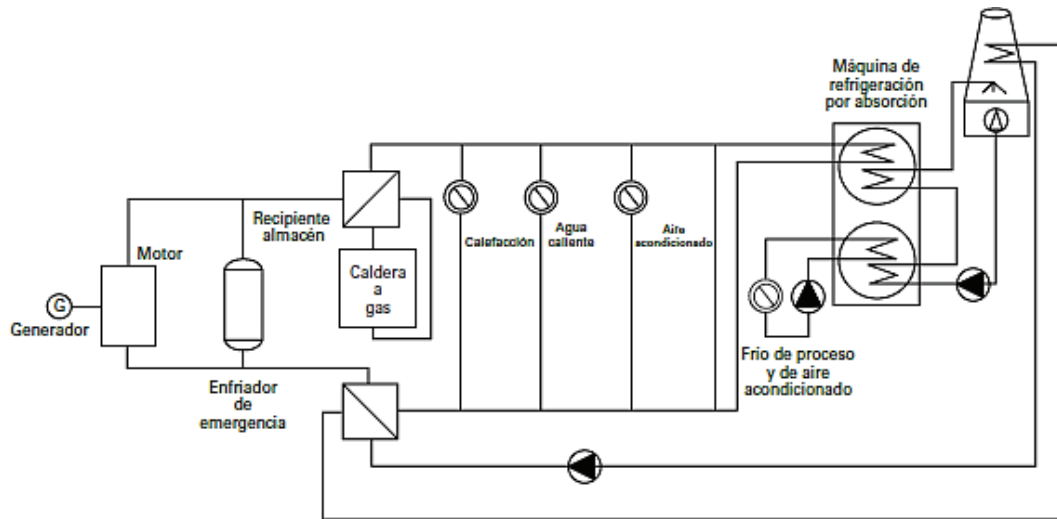 Máquina de
refrigeración
por absorción
Recipiente
almacén
Calefacción
Agua
caliente
Aire
acondicionado
Motor
Caldera
a
gas
G
Generador
Enfriador
de
emergencia
Frio de proceso
y de aire
acondicionado